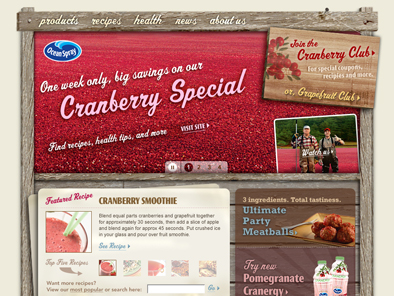 products recipes health news about us
Ocean Spray
One week only, big savings on our
Cranberry Special
Find recipes, health tips, and more
VISIT SITE
Join the
Cranberry Club
For special coupons,
recipes and more.
or, Grapefruit Club
Watch us
1 2 3 4
Featured Recipe
CRANBERRY SMOOTHIE
Blend equal parts cranberries and grapefruit together
for approximately 30 seconds. then add a slice of apple
and blend again for approx 45 seconds. Put crushed ice
in your glass and pour over fruit smoothie.
See Recipe
Top Five Recipes
Want more recipes?
View our most popular or search here:
Go
3 ingredients. Total tastiness.
Ultimate
Party
Meatballs
Try new
Pomegranate
Cranergy